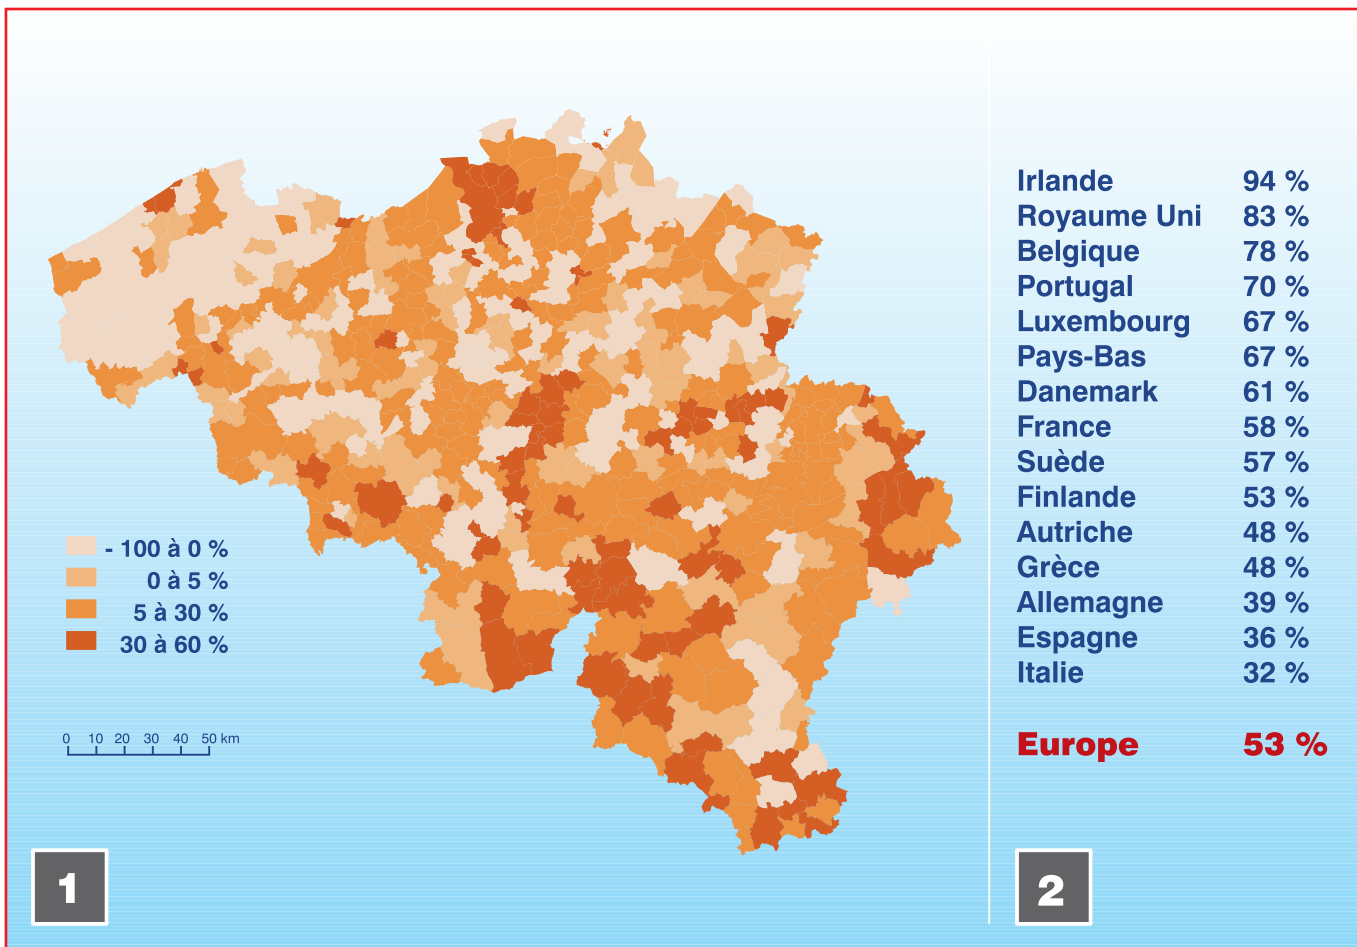 - 100 à 0 %
0 à 5 %
5 à 30 %
30 à 60 %
0 10 20 30 40 50 km
1
Irlande 94 %
Royaume Uni 83 %
Belgique 78 %
Portugal 70 %
Luxembourg 67 %
Pays-Bas 67 %
Danemark 61 %
France 58 %
Suède 57 %
Finlande 53 %
Autriche 48 %
Grèce 48 %
Allemagne 39 %
Espagne 36 %
Italie 32 %
Europe 53 %
2